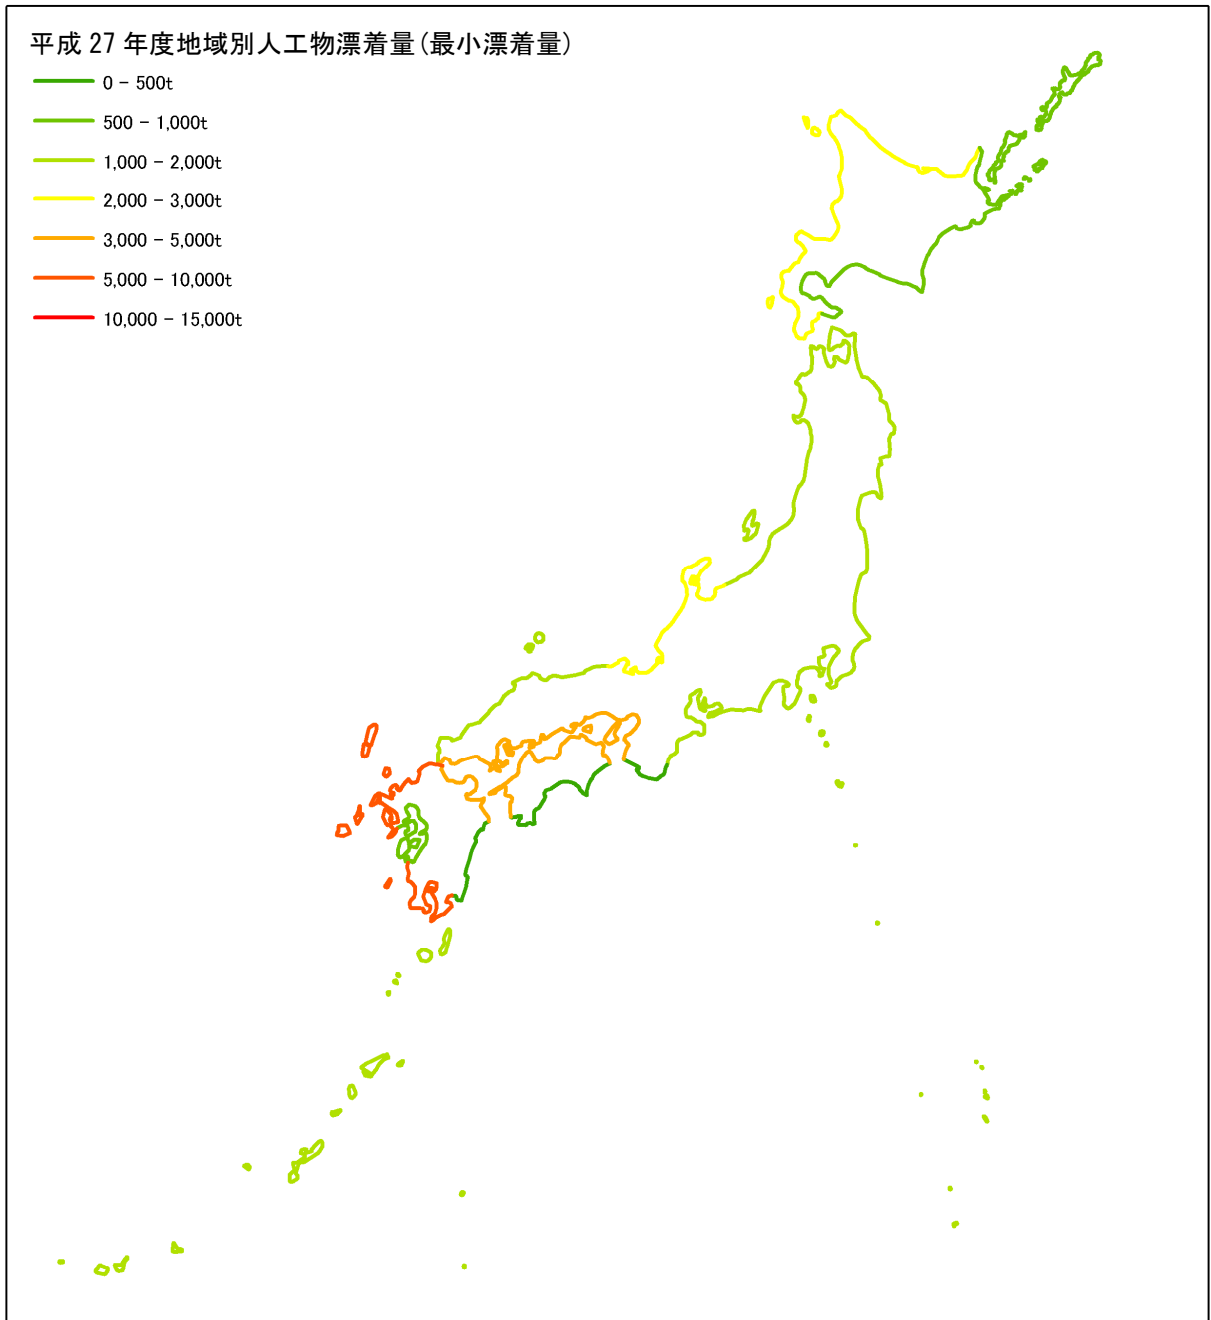 平成 27 年度地域別人工物漂着量(最小漂着量)
0 - 500t
500 - 1,000t
1,000 - 2,000t
2,000 - 3,000t
3,000 - 5,000t
5,000 - 10,000t
10,000 - 15,000t